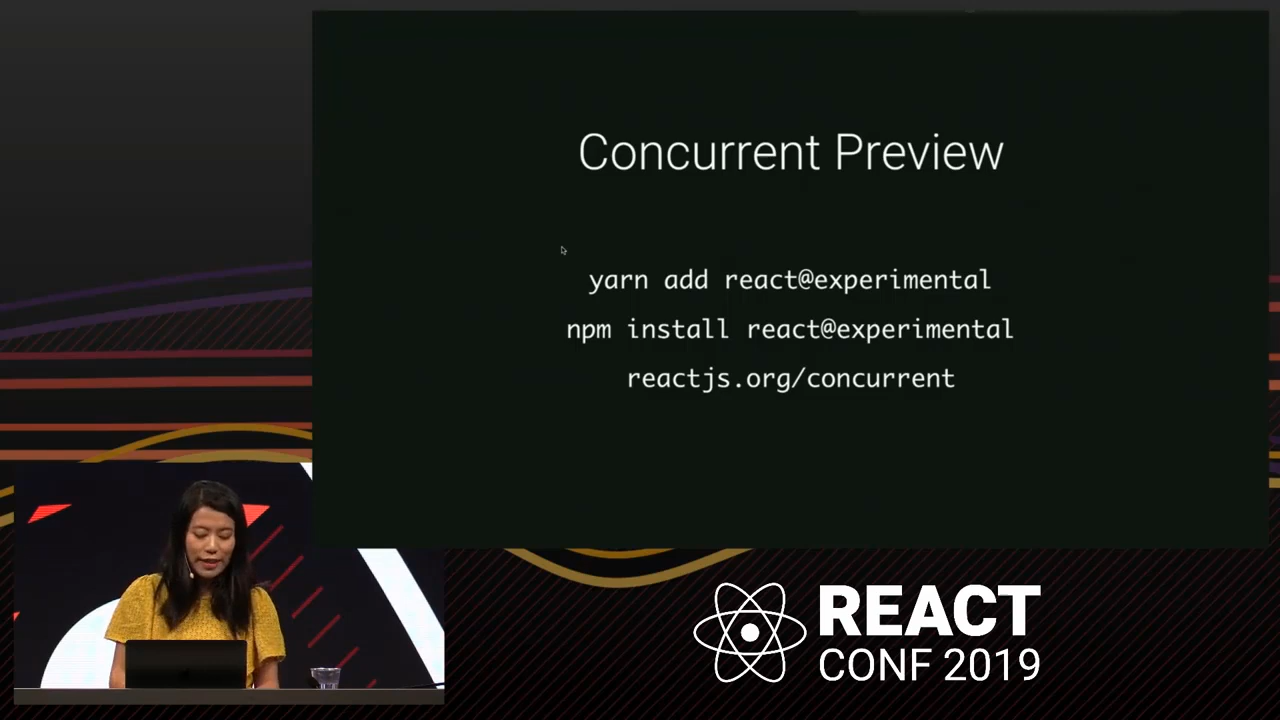 Concurrent Preview
yarn add react@experimental
npm install react@experimental
reactjs.org/concurrent
REACT
CONF 2019